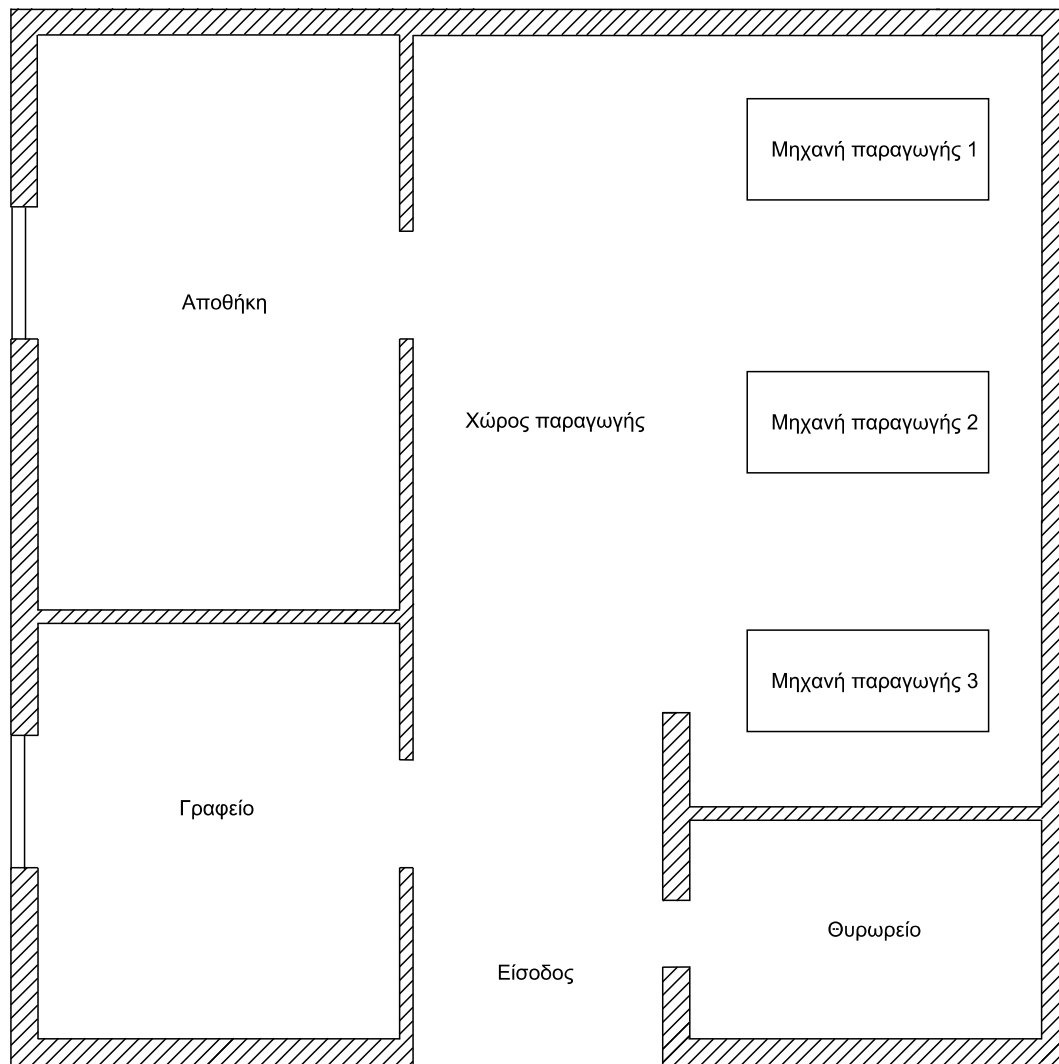 Μηχανή παραγωγής 1
Αποθήκη
Χώρος παραγωγής
Μηχανή παραγωγής 2
Μηχανή παραγωγής 3
Γραφείο
Θυρωρείο
Είσοδος